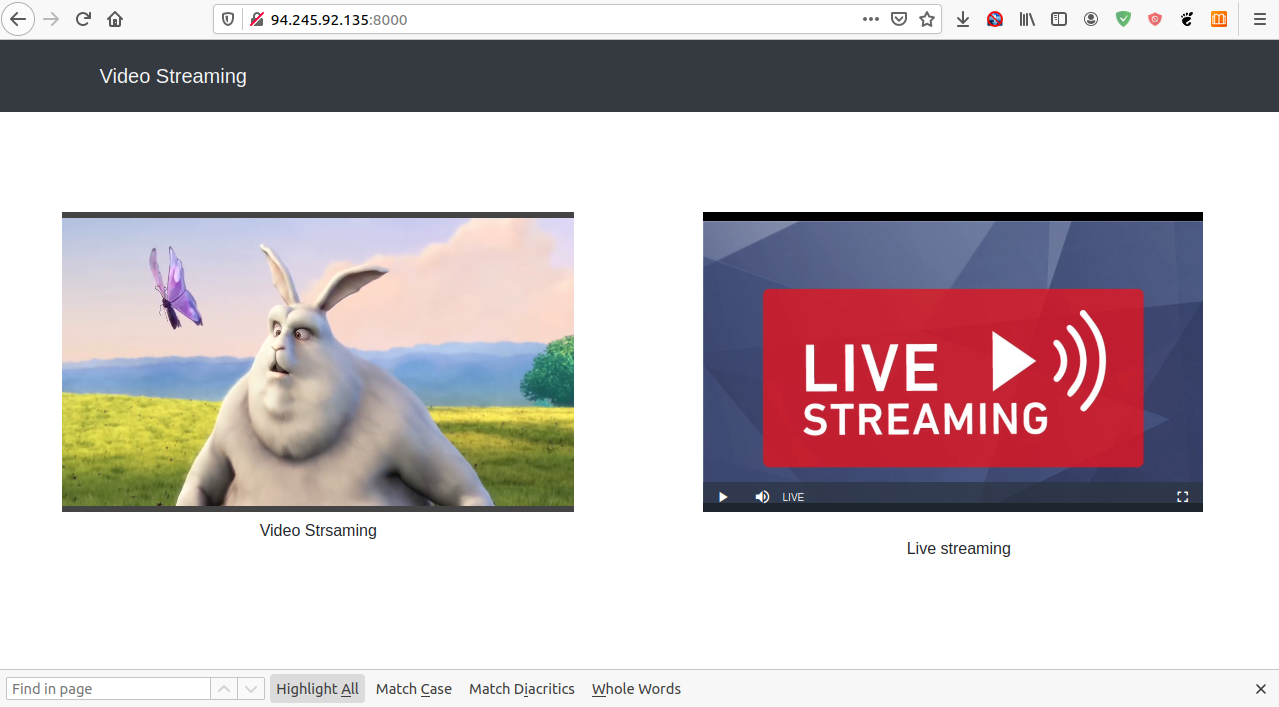 94.245.92.135:8000
Video Streaming
LIVE
STREAMING
LIVE
Video Strsaming
Live streaming
Find in page
Highlight All
Match Case
Match Diacritics
Whole Words